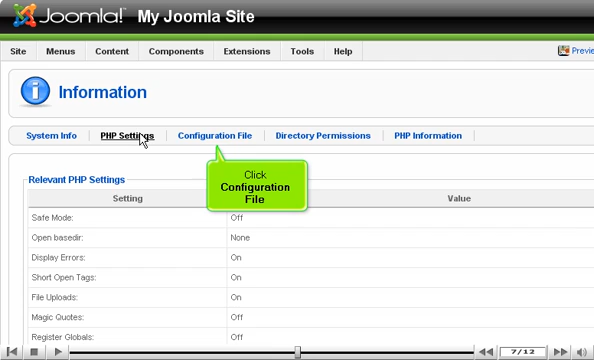 Joomla! My Joomla Site
Site Menus Content Components Extensions Tools Help
Information
System Info PHP Settings Configuration File Directory Permissions PHP Information
Click
Configuration
File
Relevant PHP Settings
Setting Value
Safe Mode: Off
Open basedir: None
Display Errors: On
Short Open Tags: On
File Uploads: On
Magic Quotes: Off
Register Globals: Off
7/12